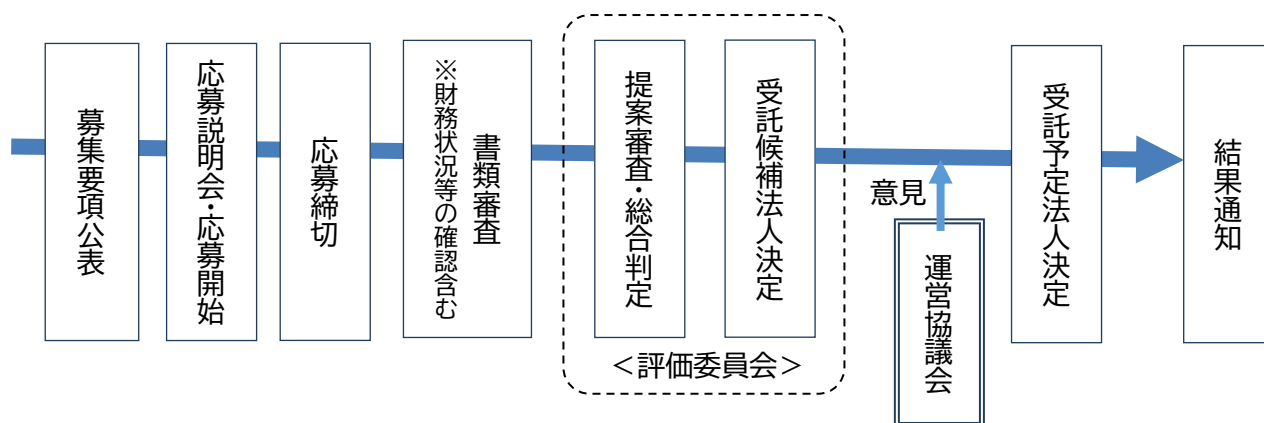 募集要項公表
応募説明会・応募開始
応募締切
書類審査
※財務状況等の確認含む
提案審査・総合判定
受託候補法人決定
＜評価委員会＞
意見
運営協議会
受託予定法人決定
結果通知